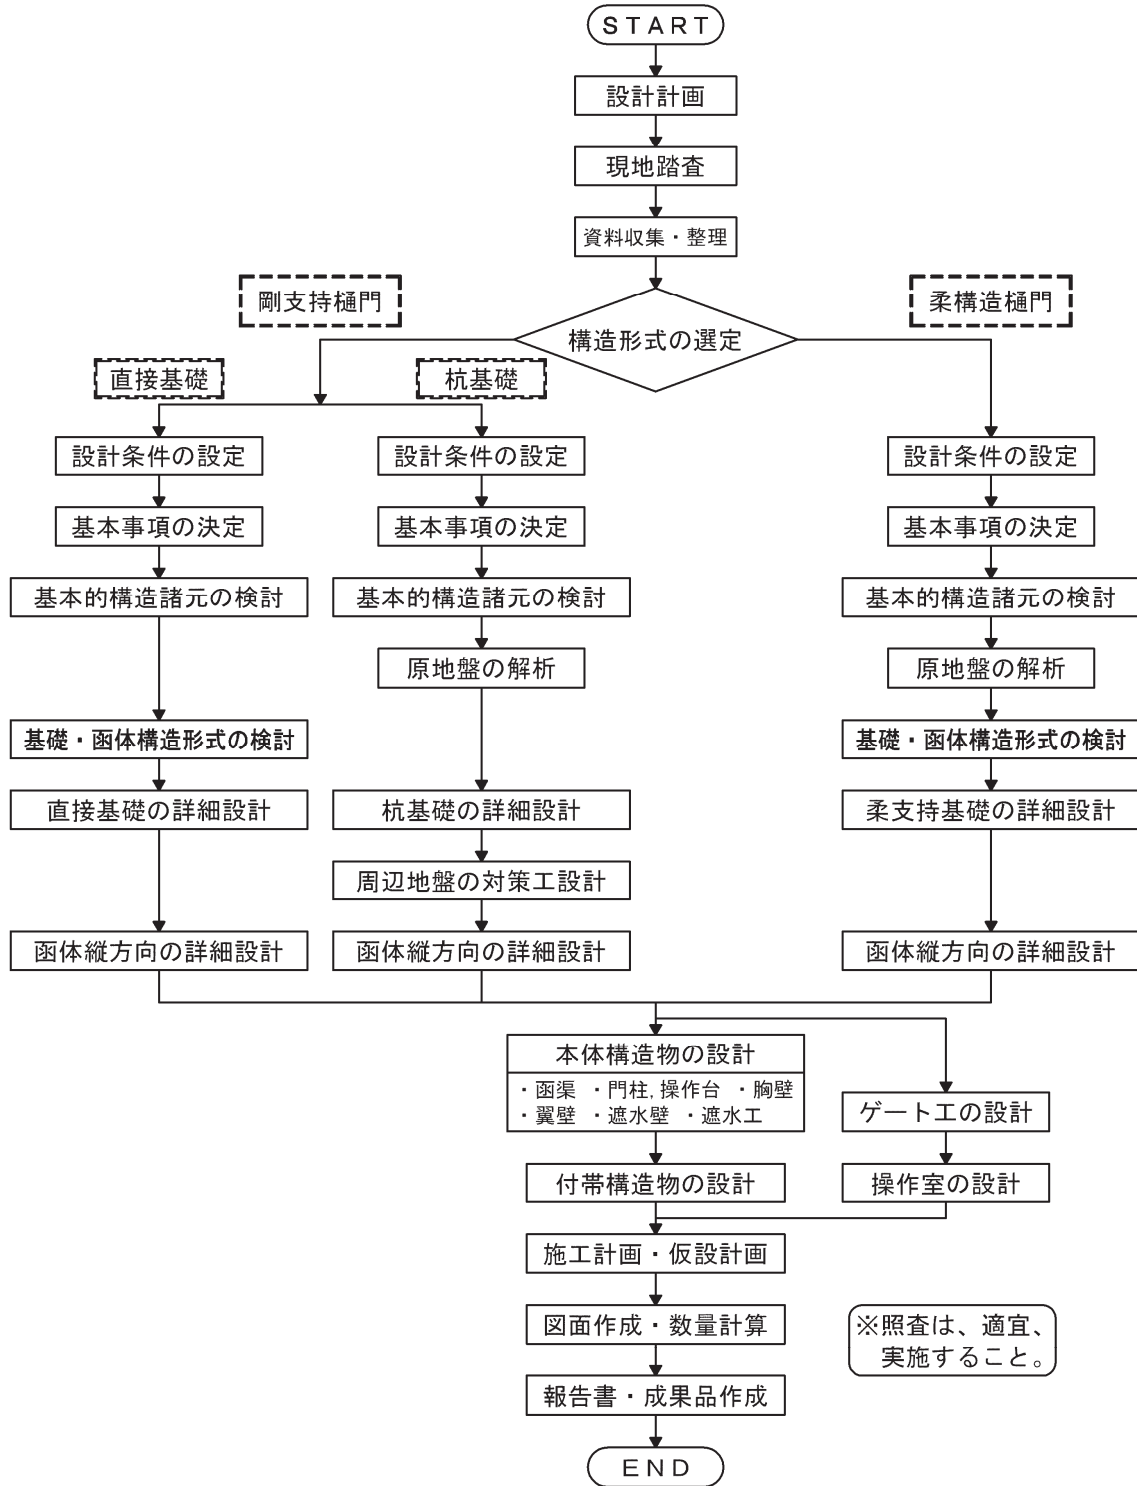 START
設計計画
現地踏査
資料収集・整理
構造形式の選定
剛支持樋門
柔構造樋門
直接基礎
杭基礎
設計条件の設定
設計条件の設定
設計条件の設定
基本事項の決定
基本事項の決定
基本事項の決定
基本的構造諸元の検討
基本的構造諸元の検討
基本的構造諸元の検討
原地盤の解析
原地盤の解析
基礎・函体構造形式の検討
基礎・函体構造形式の検討
直接基礎の詳細設計
杭基礎の詳細設計
柔支持基礎の詳細設計
周辺地盤の対策工設計
函体縦方向の詳細設計
函体縦方向の詳細設計
函体縦方向の詳細設計
本体構造物の設計
・函渠 ・門柱,操作台 ・胸壁
・翼壁 ・遮水壁 ・遮水工
ゲート工の設計
付帯構造物の設計
操作室の設計
施工計画・仮設計画
図面作成・数量計算
※照査は、適宜、
実施すること。
報告書・成果品作成
END